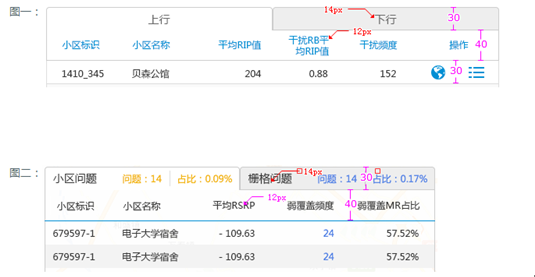 图一：
上行 14px 下行 30
小区标识 小区名称 平均RIP值 干扰RB平均RIP值 12px 干扰频度 操作 40
1410_345 贝森公馆 204 0.88 152 30
图二：
小区问题 问题：14 占比：0.09% 栅格问题 14px 问题：14 30 占比：0.17%
小区标识 小区名称 平均RSRP 12px 弱覆盖频度 40 弱覆盖MR占比
679597-1 电子大学宿舍 - 109.63 24 57.52%
679597-1 电子大学宿舍 - 109.63 24 57.52%